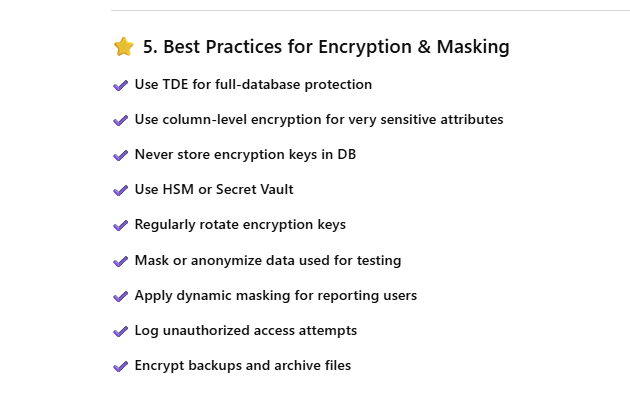 5. Best Practices for Encryption & Masking
Use TDE for full-database protection
Use column-level encryption for very sensitive attributes
Never store encryption keys in DB
Use HSM or Secret Vault
Regularly rotate encryption keys
Mask or anonymize data used for testing
Apply dynamic masking for reporting users
Log unauthorized access attempts
Encrypt backups and archive files